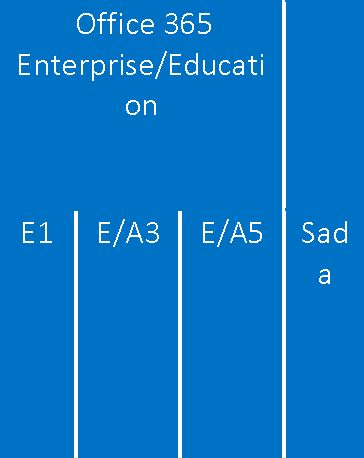 Office 365
Enterprise/Educati
on
E1 E/A3 E/A5 Sad
a